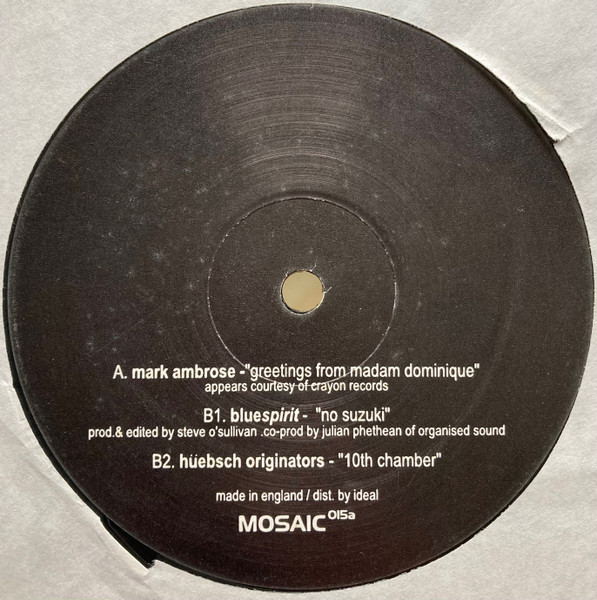 A. mark ambrose -"greetings from madam dominique"
appears courtesy of crayon records
B1. bluespirit - "no suzuki"
prod.& edited by steve o'sullivan .co-prod by julian phethean of organised sound
B2. hüebsch originators - "10th chamber"
made in england / dist. by ideal
MOSAIC 015a